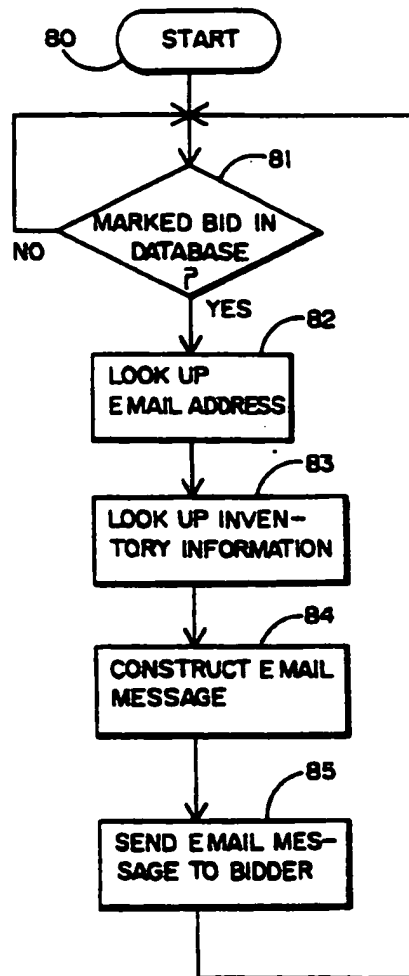 80
START
81
MARKED BID IN
DATABASE
?
NO
YES
82
LOOK UP
EMAIL ADDRESS
83
LOOK UP INVEN-
TORY INFORMATION
84
CONSTRUCT EMAIL
MESSAGE
85
SEND EMAIL MES-
SAGE TO BIDDER